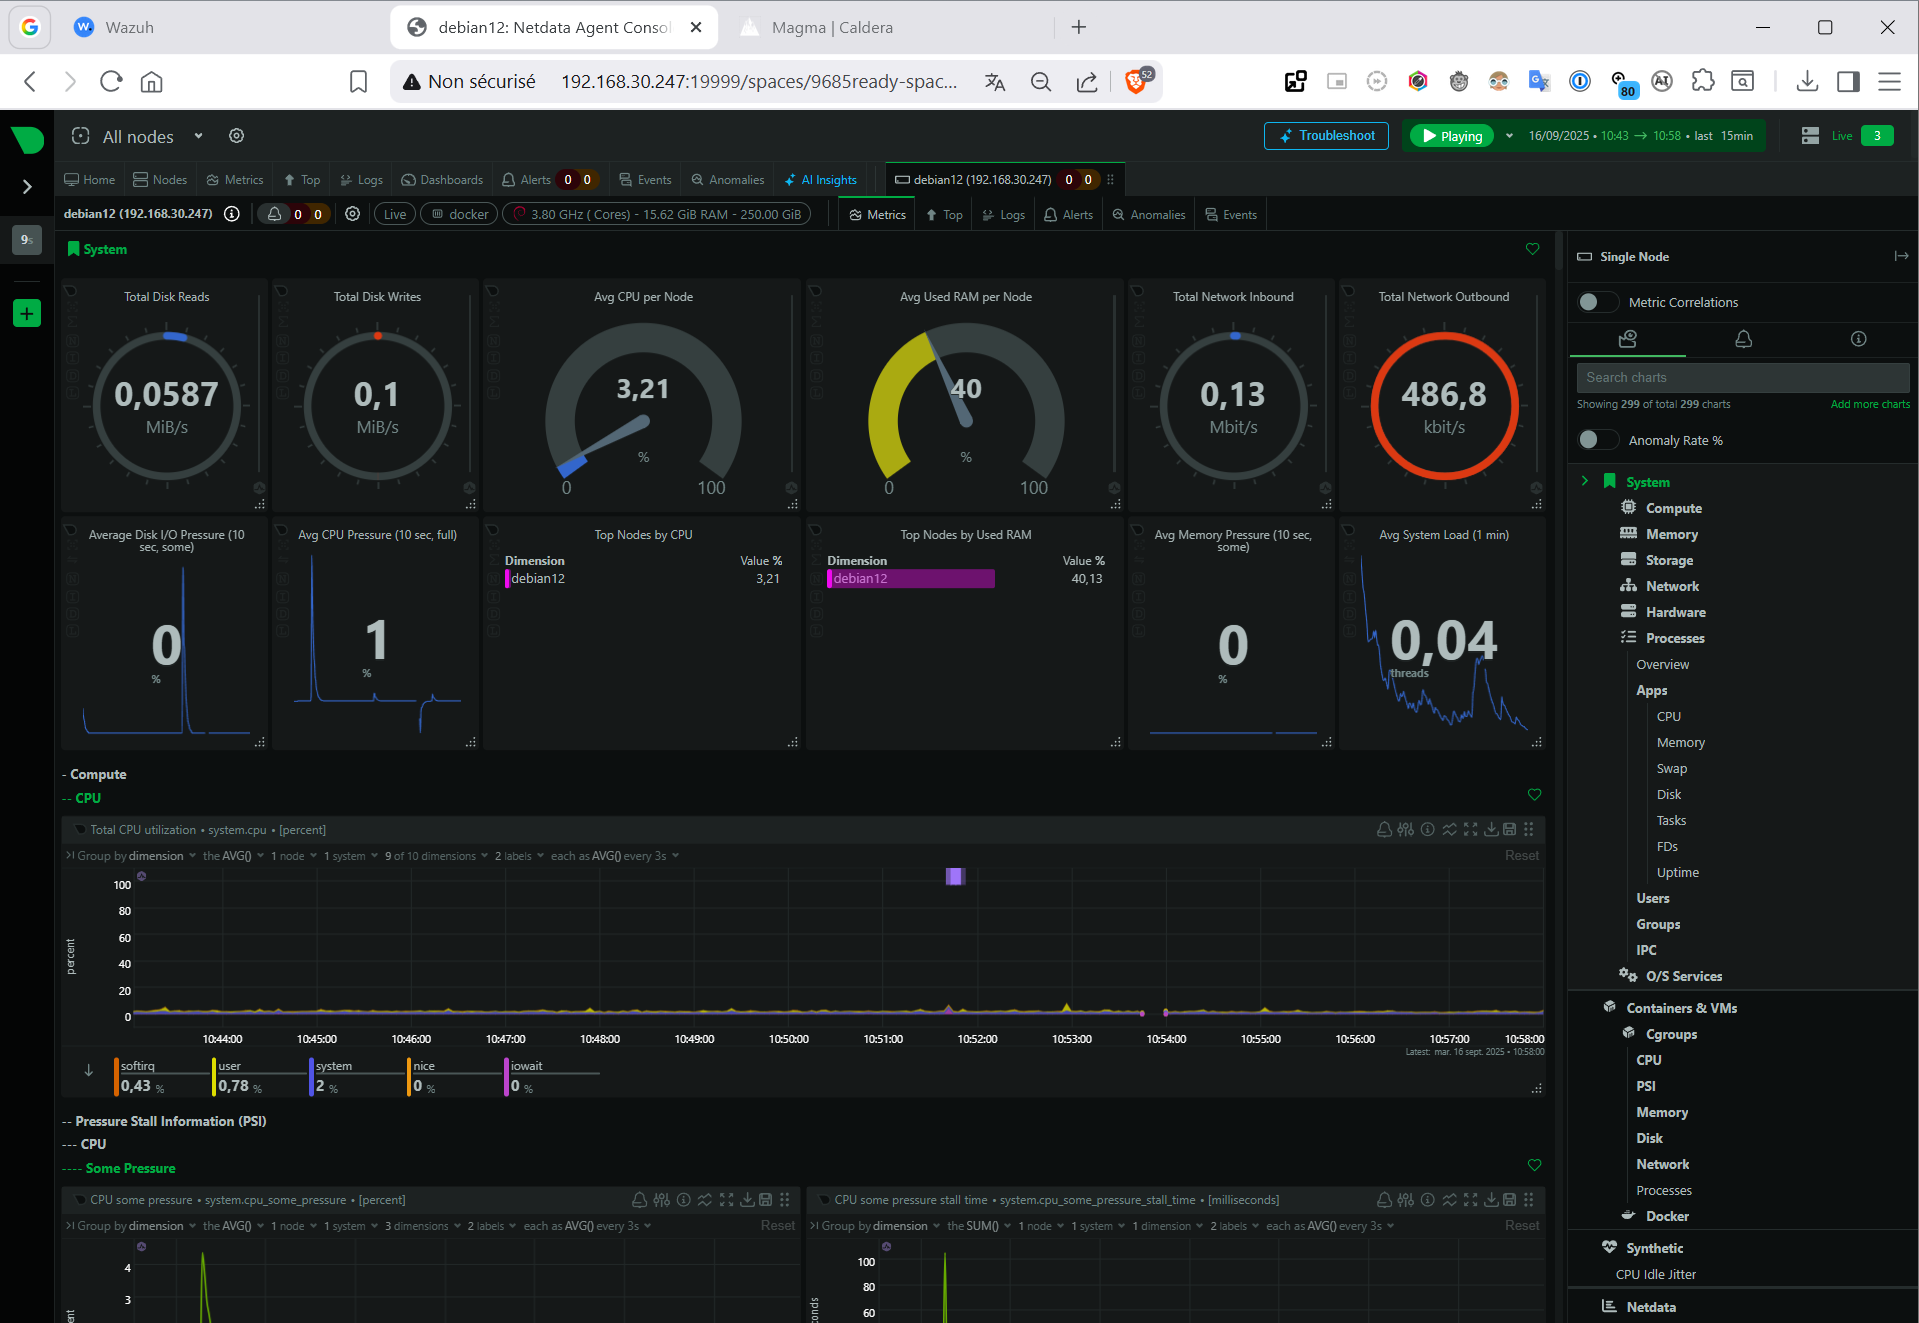 Wazuh
debian12: Netdata Agent Conso
Magma | Caldera
Non sécurisé
192.168.30.247:19999/spaces/9685ready-spac...
52
80
All nodes
Troubleshoot
Playing
16/09/2025 • 10:43 → 10:58 • last 15min
Live
3
Home
Nodes
Metrics
Top
Logs
Dashboards
Alerts
0 0
Events
Anomalies
AI Insights
debian12 (192.168.30.247)
0 0
debian12 (192.168.30.247)
0 0
Live
docker
3.80 GHz ( Cores) - 15.62 GiB RAM - 250.00 GiB
Metrics
Top
Logs
Alerts
Anomalies
Events
9s
System
Total Disk Reads
0,0587
MiB/s
Total Disk Writes
0,1
MiB/s
Avg CPU per Node
3,21
%
0
100
Avg Used RAM per Node
40
%
0
100
Total Network Inbound
0,13
Mbit/s
Total Network Outbound
486,8
kbit/s
Average Disk I/O Pressure (10
sec, some)
0
%
Avg CPU Pressure (10 sec, full)
1
%
Top Nodes by CPU
Dimension Value %
debian12 3,21
Top Nodes by Used RAM
Dimension Value %
debian12 40,13
Avg Memory Pressure (10 sec,
some)
0
%
Avg System Load (1 min)
0,04
threads
- Compute
-- CPU
Total CPU utilization • system.cpu • [percent]
Group by dimension the AVG() 1 node 1 system 9 of 10 dimensions 2 labels each as AVG() every 3s
Reset
percent
100
80
60
40
20
0
10:44:00 10:45:00 10:46:00 10:47:00 10:48:00 10:49:00 10:50:00 10:51:00 10:52:00 10:53:00 10:54:00 10:55:00 10:56:00 10:57:00 10:58:00
Latest: mar. 16 sept. 2025 • 10:58:00
softirq
0,43 %
user
0,78 %
system
2 %
nice
0 %
iowait
0 %
-- Pressure Stall Information (PSI)
--- CPU
---- Some Pressure
CPU some pressure • system.cpu_some_pressure • [percent]
Group by dimension the AVG() 1 node 1 system 3 dimensions 2 labels each as AVG() every 3s
Reset
4
3
CPU some pressure stall time • system.cpu_some_pressure_stall_time • [milliseconds]
Group by dimension the SUM() 1 node 1 system 1 dimension 2 labels each as AVG() every 3s
Reset
100
80
60
Single Node
Metric Correlations
Search charts
Showing 299 of total 299 charts
Add more charts
Anomaly Rate %
System
Compute
Memory
Storage
Network
Hardware
Processes
Overview
Apps
CPU
Memory
Swap
Disk
Tasks
FDs
Uptime
Users
Groups
IPC
O/S Services
Containers & VMs
Cgroups
CPU
PSI
Memory
Disk
Network
Processes
Docker
Synthetic
CPU Idle Jitter
Netdata